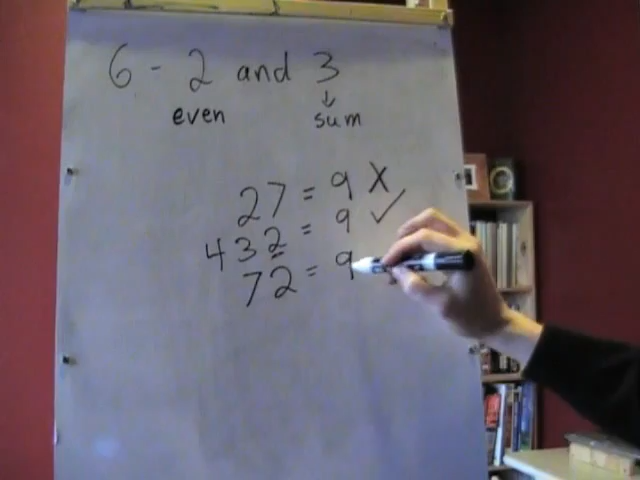 6 - 2 and 3
even ↓
sum
27 = 9 X
432 = 9 ✓
72 = 9